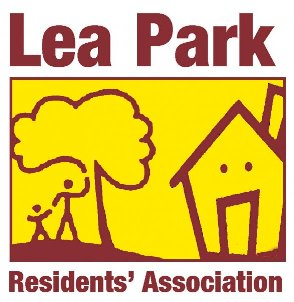 Lea Park
Residents' Association